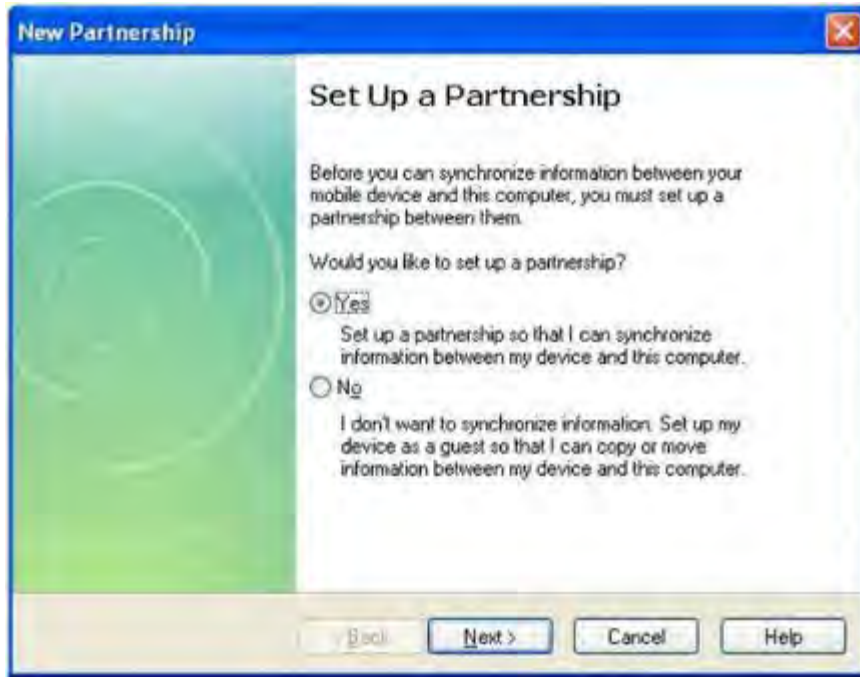 New Partnership
Set Up a Partnership
Before you can synchronize information between your
mobile device and this computer, you must set up a
partnership between them.
Would you like to set up a partnership?
Yes
Set up a partnership so that I can synchronize
information between my device and this computer.
No
I don't want to synchronize information. Set up my
device as a guest so that I can copy or move
information between my device and this computer.
< Back Next > Cancel Help